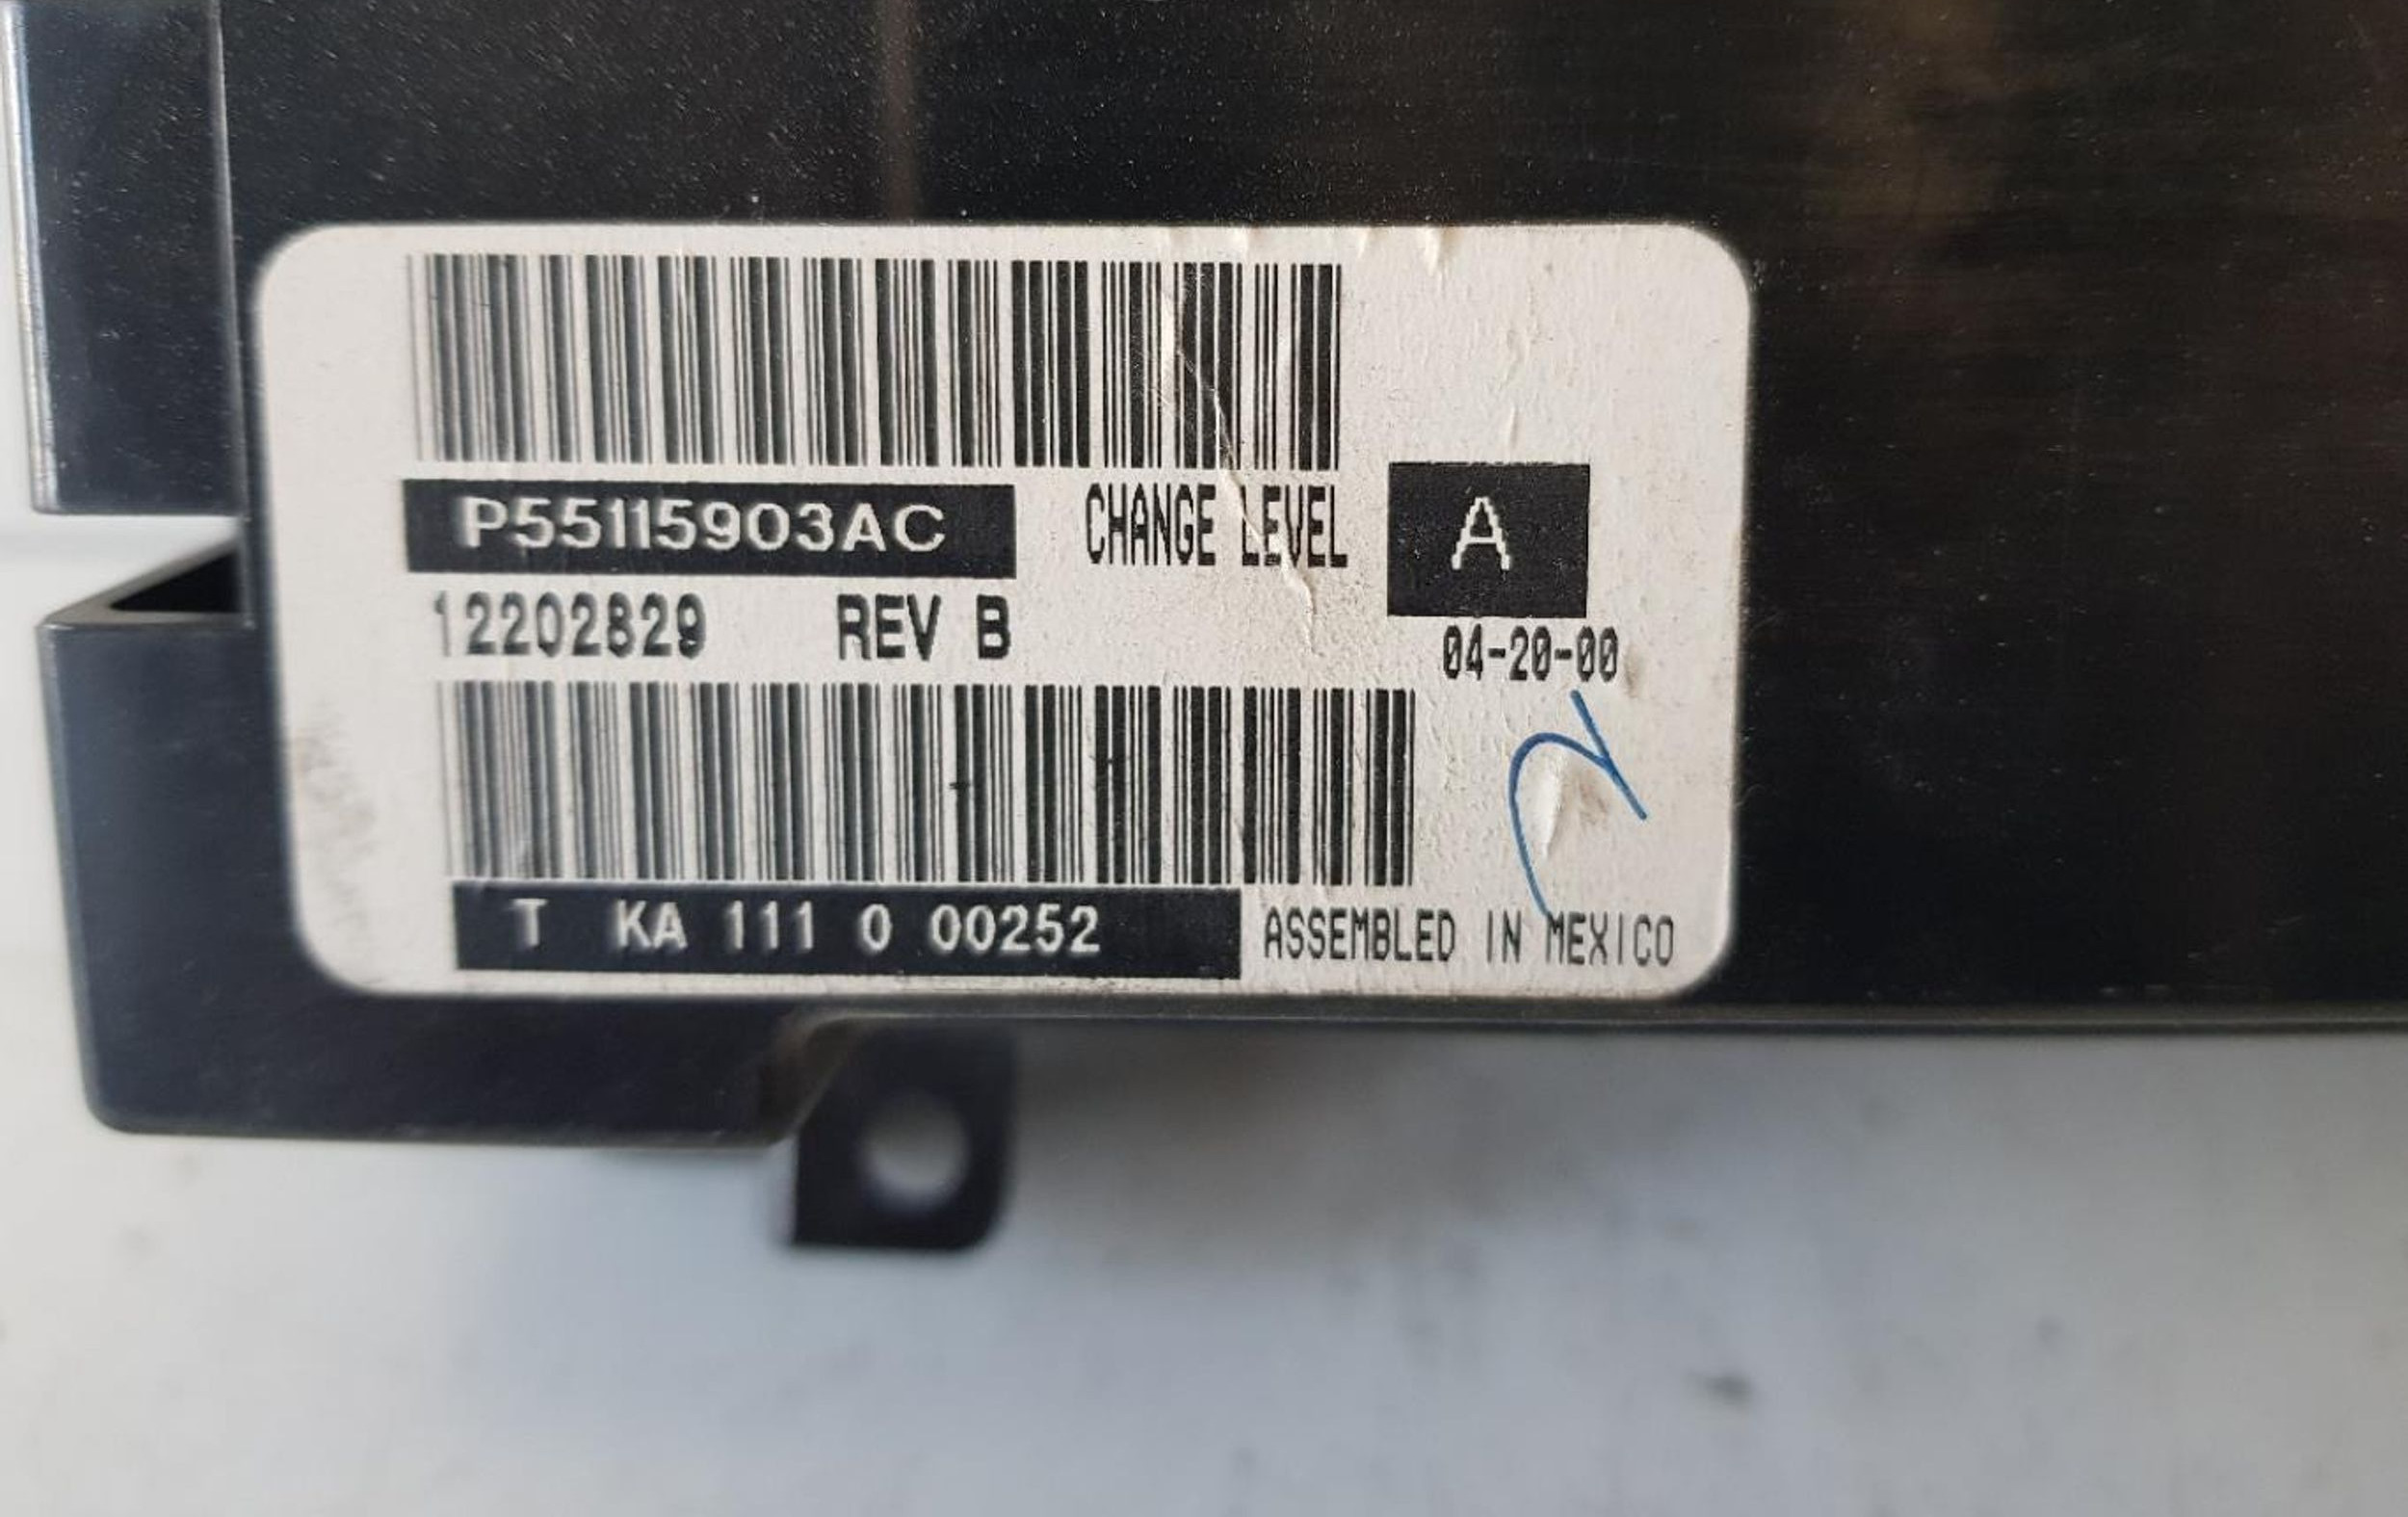 P55115903AC CHANGE LEVEL A
12202829 REV B
04-20-00
T KA 111 0 00252 ASSEMBLED IN MEXICO